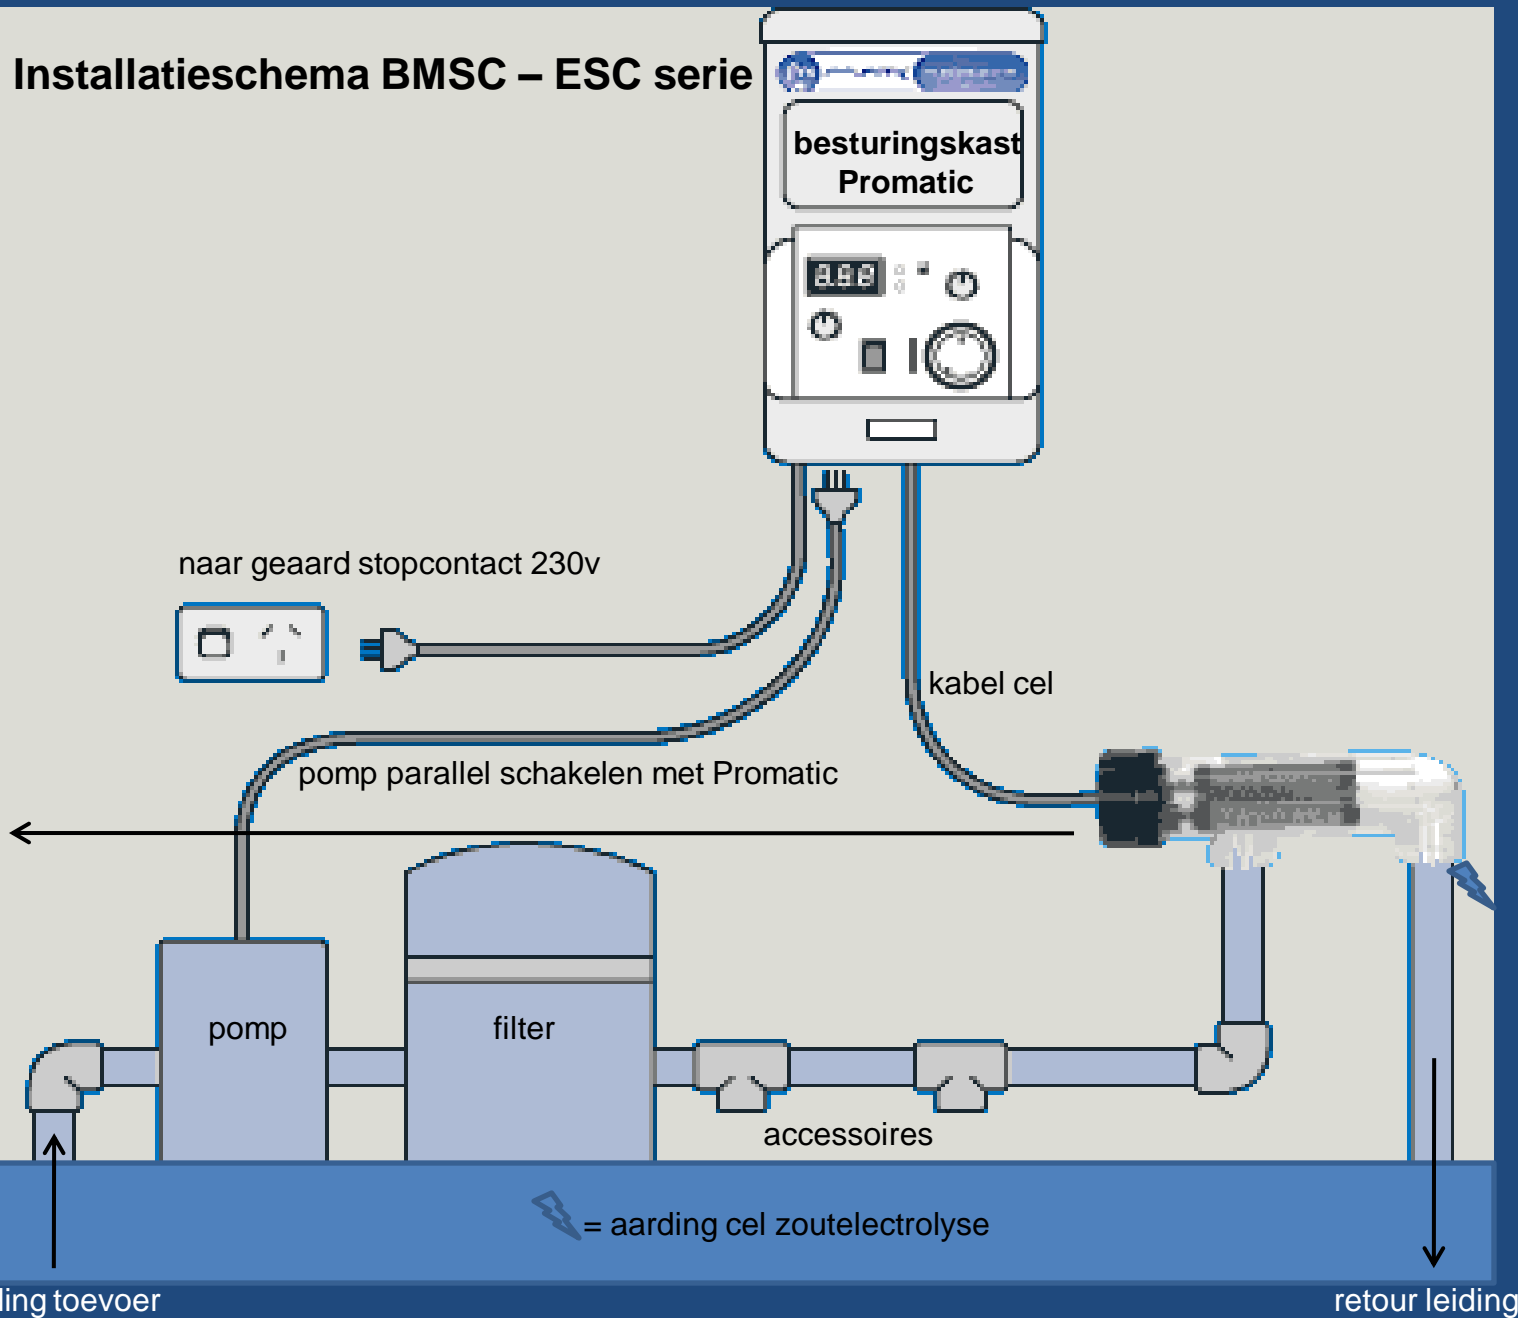 Installatieschema BMSC – ESC serie
besturingskast
Promatic
naar geaard stopcontact 230v
kabel cel
pomp parallel schakelen met Promatic
pomp
filter
accessoires
= aarding cel zoutelectrolyse
ding toevoer
retour leiding